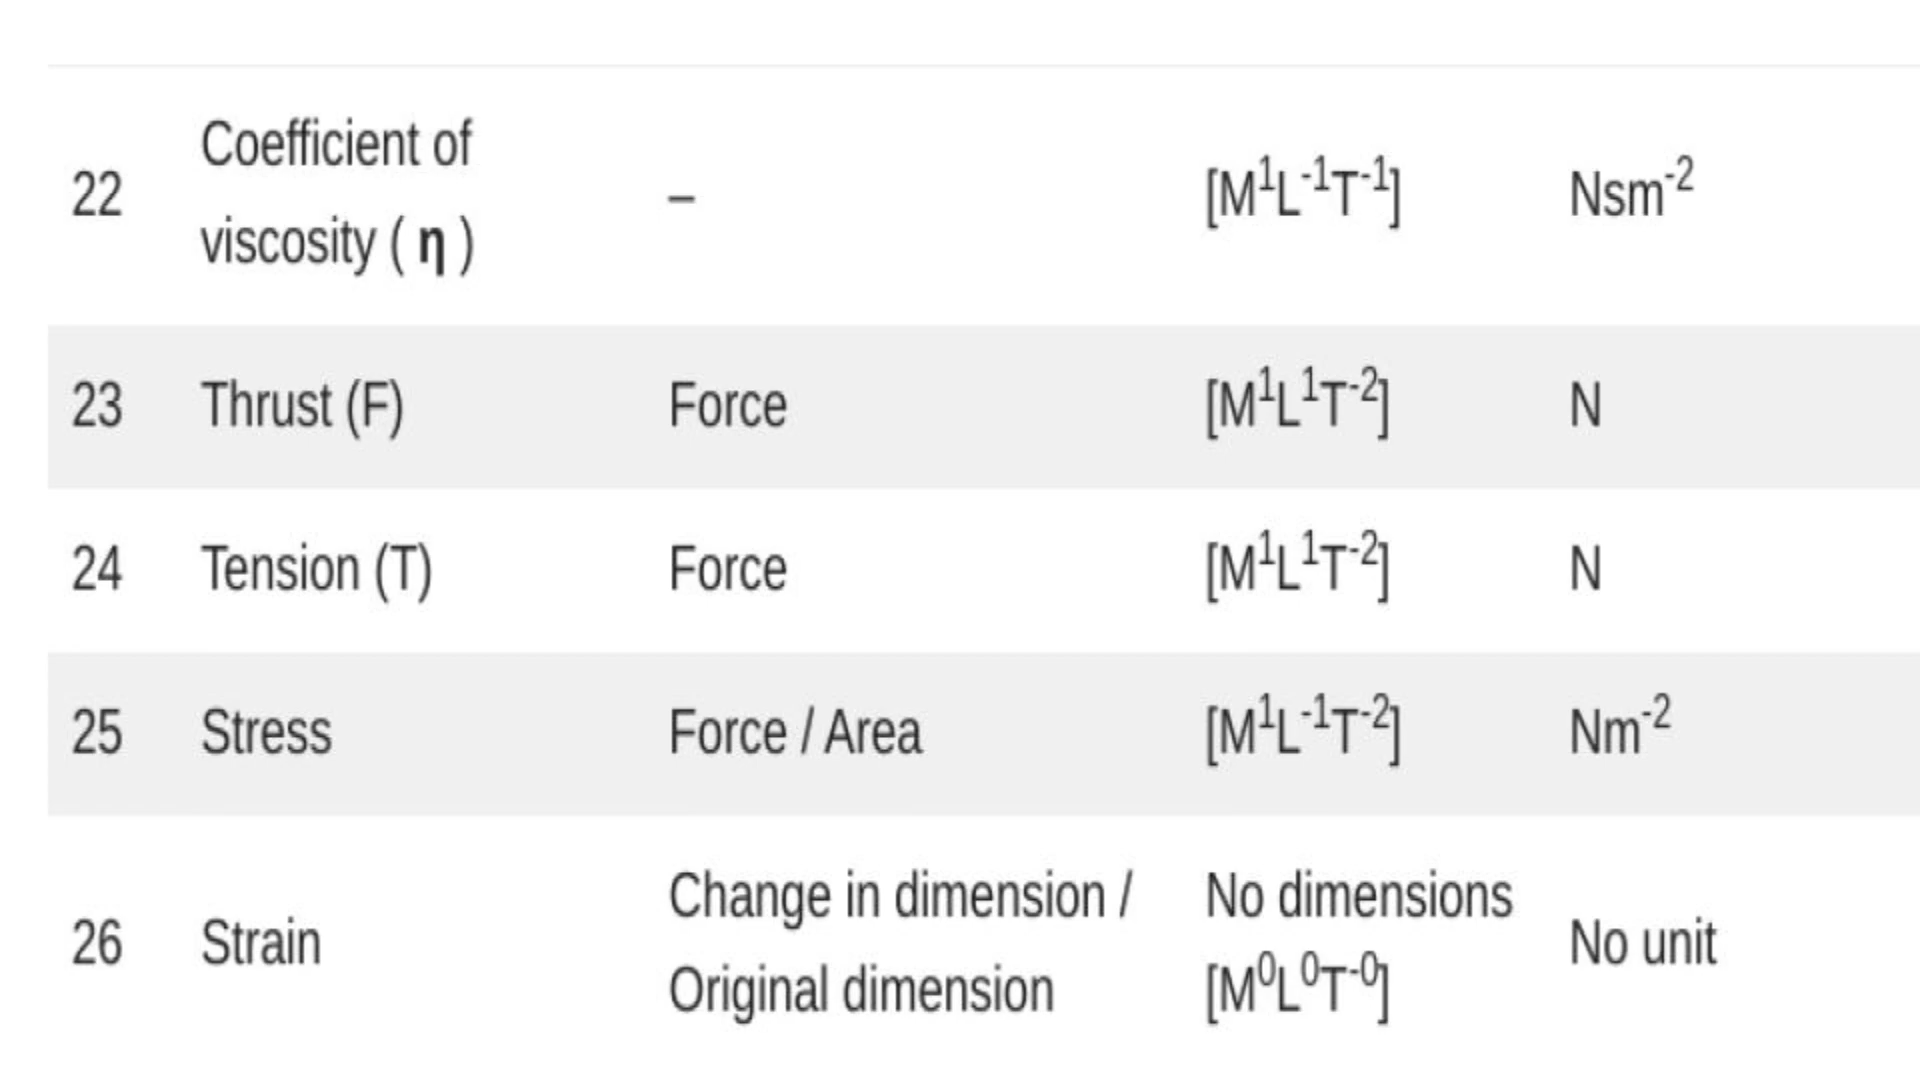 22 Coefficient of viscosity ( η ) – [M¹L⁻¹T⁻¹] Nsm⁻²
23 Thrust (F) Force [M¹L¹T⁻²] N
24 Tension (T) Force [M¹L¹T⁻²] N
25 Stress Force / Area [M¹L⁻¹T⁻²] Nm⁻²
26 Strain Change in dimension / Original dimension No dimensions [M⁰L⁰T⁻⁰] No unit